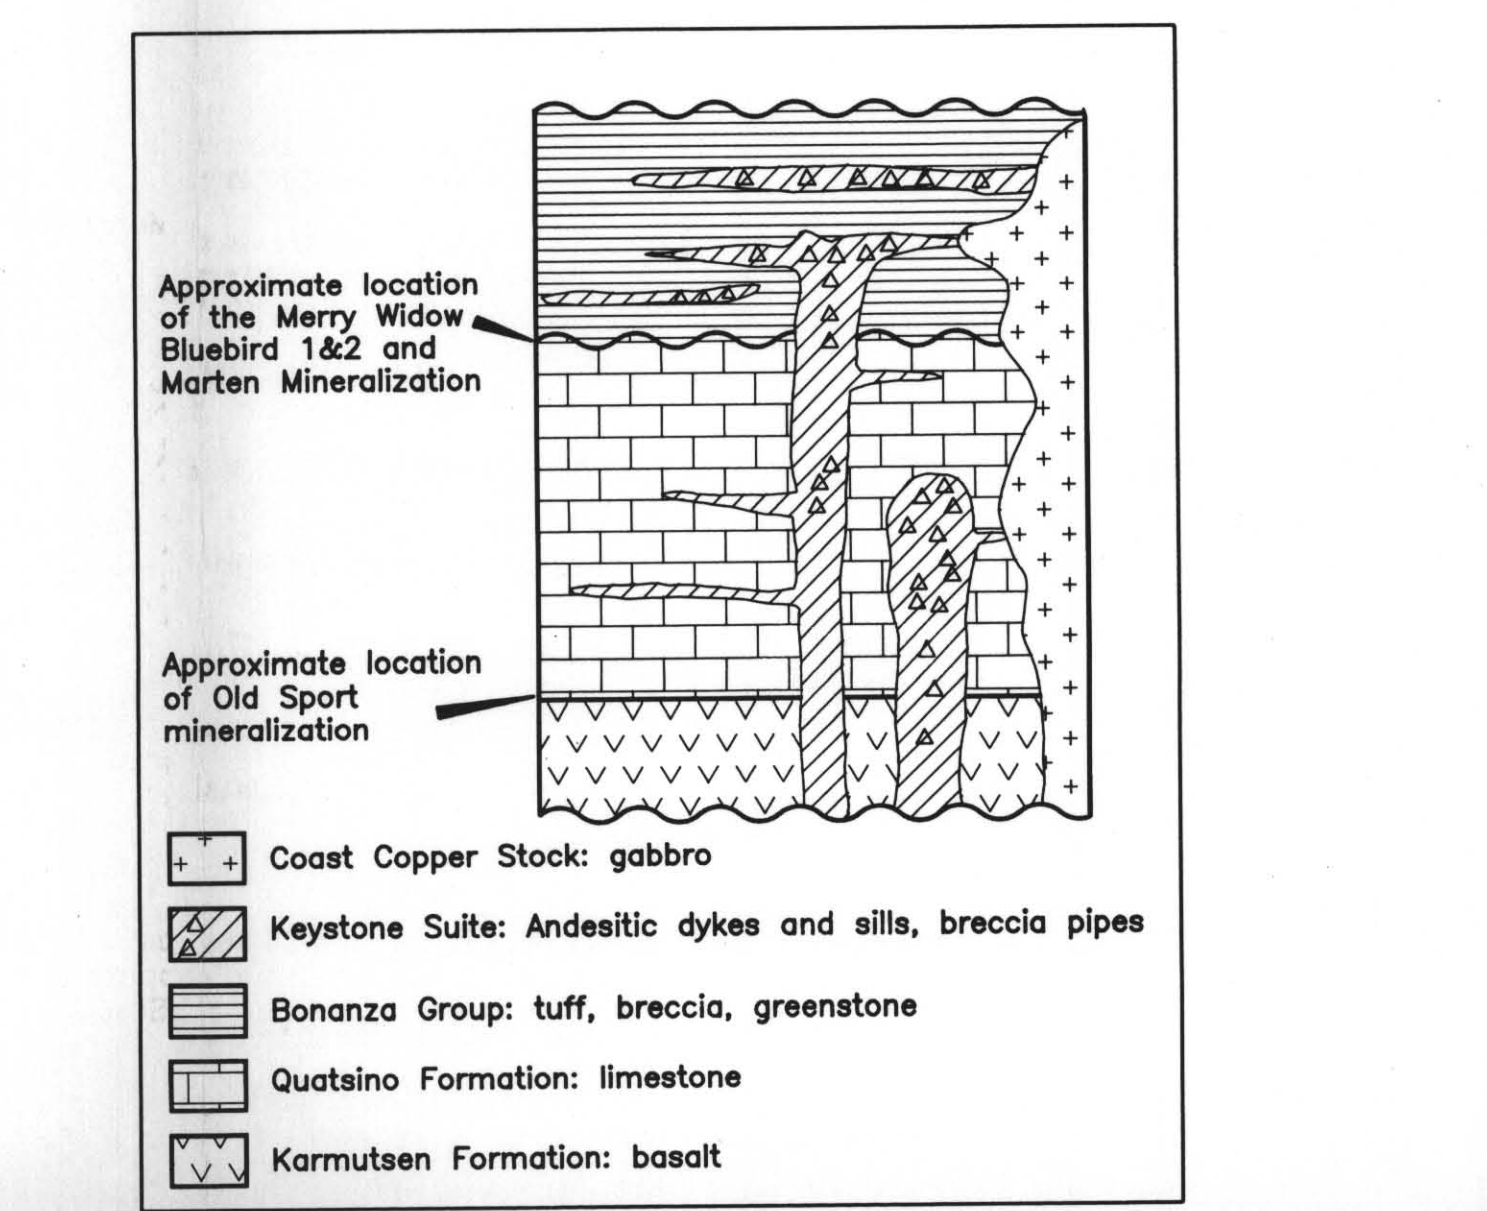 Approximate location
of the Merry Widow
Bluebird 1&2 and
Marten Mineralization
Approximate location
of Old Sport
mineralization
Coast Copper Stock: gabbro
Keystone Suite: Andesitic dykes and sills, breccia pipes
Bonanza Group: tuff, breccia, greenstone
Quatsino Formation: limestone
Karmutsen Formation: basalt